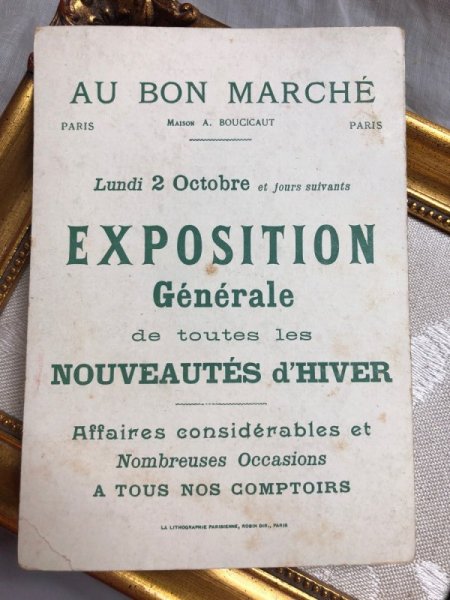 AU BON MARCHÉ
PARIS MAISON A. BOUCICAUT PARIS
Lundi 2 Octobre et jours suivants
EXPOSITION
Générale
de toutes les
NOUVEAUTÉS d'HIVER
Affaires considérables et
Nombreuses Occasions
A TOUS NOS COMPTOIRS
LA LITHOGRAPHIE PARISIENNE, ROBIN DIR., PARIS